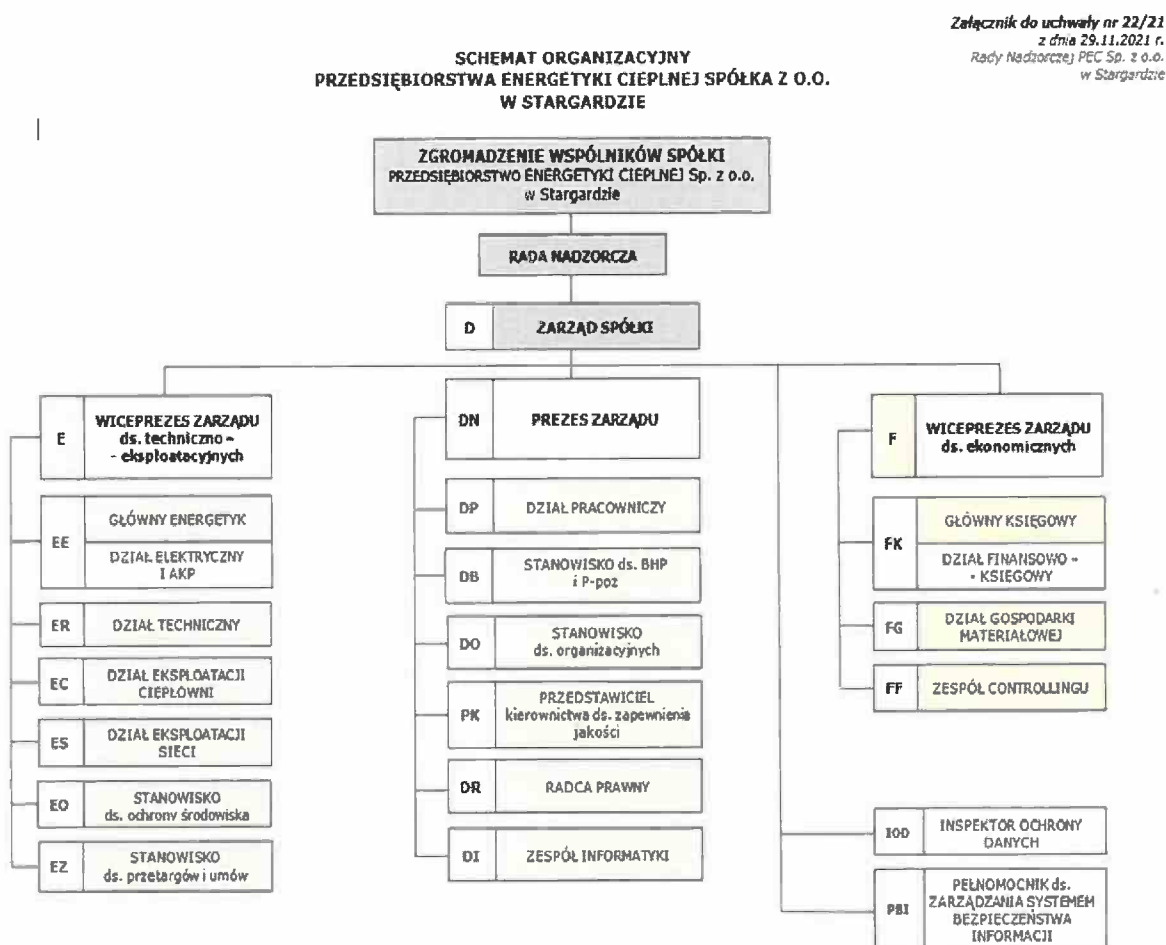 Załącznik do uchwały nr 22/21
z dnia 29.11.2021 r.
Rady Nadzorczej PEC Sp. z o.o.
w Stargardzie
SCHEMAT ORGANIZACYJNY
PRZEDSIĘBIORSTWA ENERGETYKI CIEPLNEJ SPÓŁKA Z O.O.
W STARGARDZIE
ZGROMADZENIE WSPÓLNIKÓW SPÓŁKI
PRZEDSIĘBIORSTWO ENERGETYKI CIEPLNEJ Sp. z o.o.
w Stargardzie
RADA NADZORCZA
D
ZARZĄD SPÓŁKI
E
WICEPREZES ZARZĄDU
ds. techniczno –
- eksploatacyjnych
EE
GŁÓWNY ENERGETYK
DZIAŁ ELEKTRYCZNY
I AKP
ER
DZIAŁ TECHNICZNY
EC
DZIAŁ EKSPLOATACJI
CIEPŁOWNI
ES
DZIAŁ EKSPLOATACJI
SIECI
EO
STANOWISKO
ds. ochrony środowiska
EZ
STANOWISKO
ds. przetargów i umów
DN
PREZES ZARZĄDU
DP
DZIAŁ PRACOWNICZY
DB
STANOWISKO ds. BHP
i P-poż
DO
STANOWISKO
ds. organizacyjnych
PK
PRZEDSTAWICIEL
kierownictwa ds. zapewnienia
jakości
DR
RADCA PRAWNY
DI
ZESPÓŁ INFORMATYKI
F
WICEPREZES ZARZĄDU
ds. ekonomicznych
FK
GŁÓWNY KSIĘGOWY
DZIAŁ FINANSOWO –
- KSIĘGOWY
FG
DZIAŁ GOSPODARKI
MATERIAŁOWEJ
FF
ZESPÓŁ CONTROLLINGU
IOD
INSPEKTOR OCHRONY
DANYCH
PBI
PEŁNOMOCNIK ds.
ZARZĄDZANIA SYSTEMEM
BEZPIECZEŃSTWA
INFORMACJI